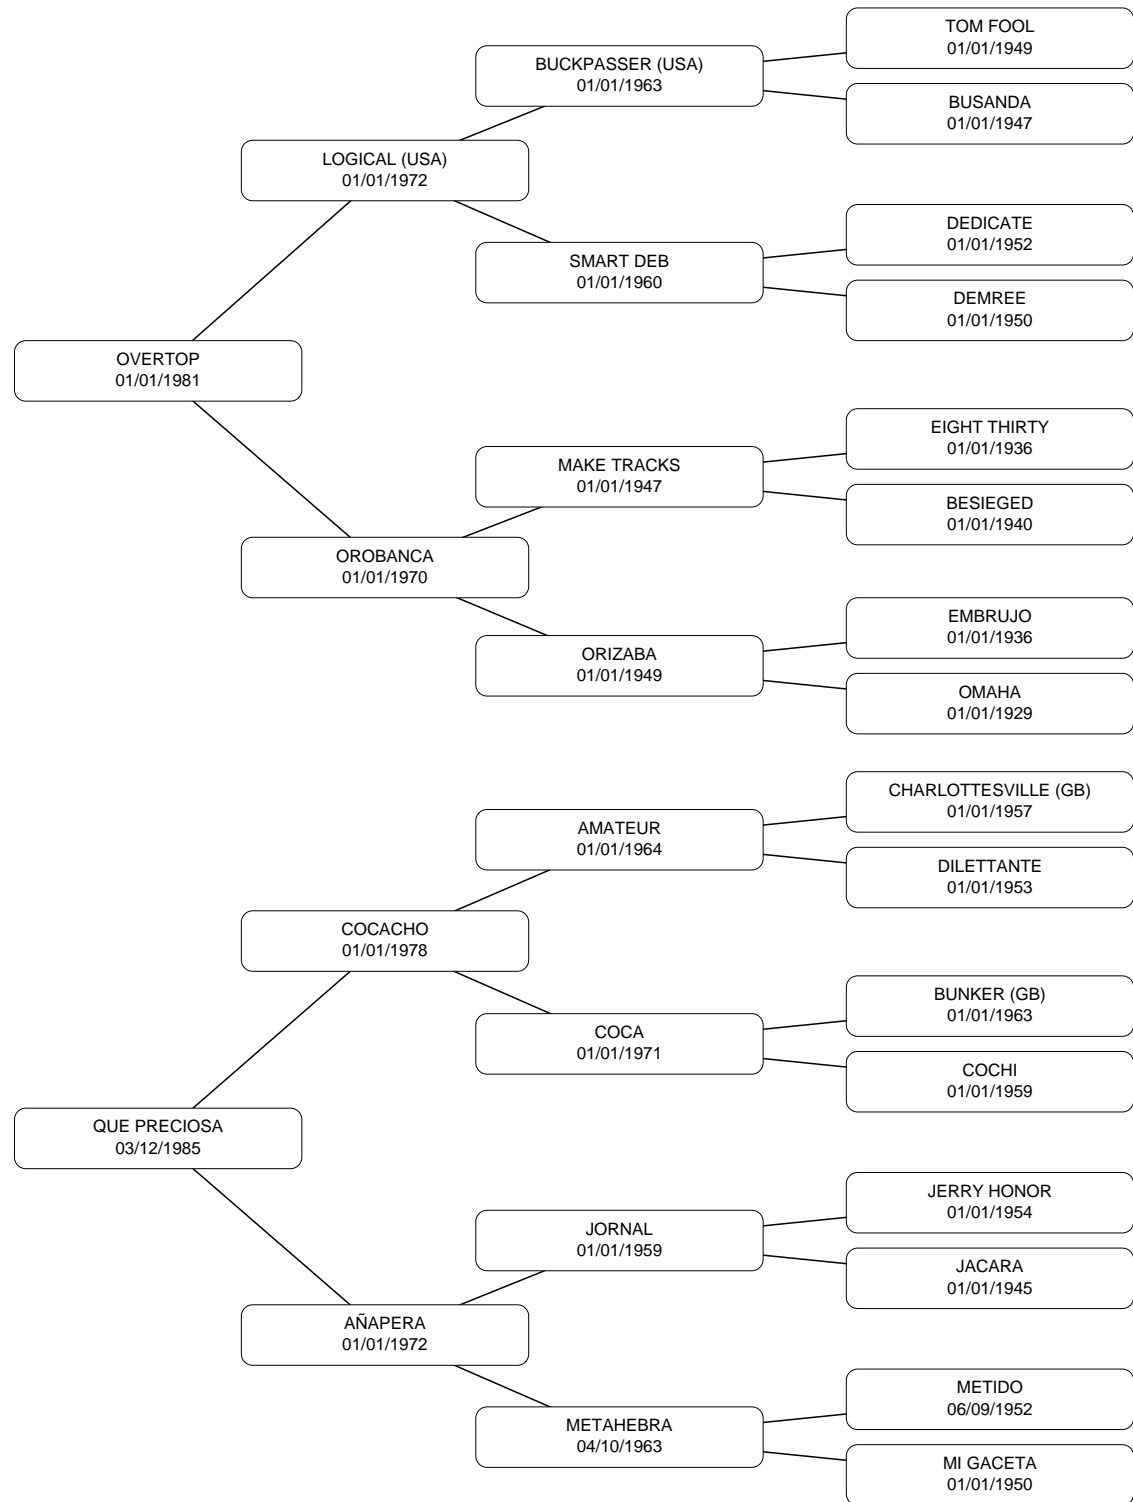 TOM FOOL
01/01/1949
BUCKPASSER (USA)
01/01/1963
BUSANDA
01/01/1947
LOGICAL (USA)
01/01/1972
DEDICATE
01/01/1952
SMART DEB
01/01/1960
DEMREE
01/01/1950
OVERTOP
01/01/1981
EIGHT THIRTY
01/01/1936
MAKE TRACKS
01/01/1947
BESIEGED
01/01/1940
OROBANCA
01/01/1970
EMBRUJO
01/01/1936
ORIZABA
01/01/1949
OMAHA
01/01/1929
CHARLOTTESVILLE (GB)
01/01/1957
AMATEUR
01/01/1964
DILETTANTE
01/01/1953
COCACHO
01/01/1978
BUNKER (GB)
01/01/1963
COCA
01/01/1971
COCHI
01/01/1959
QUE PRECIOSA
03/12/1985
JERRY HONOR
01/01/1954
JORNAL
01/01/1959
JACARA
01/01/1945
AÑAPERA
01/01/1972
METIDO
06/09/1952
METAHEBRA
04/10/1963
MI GACETA
01/01/1950